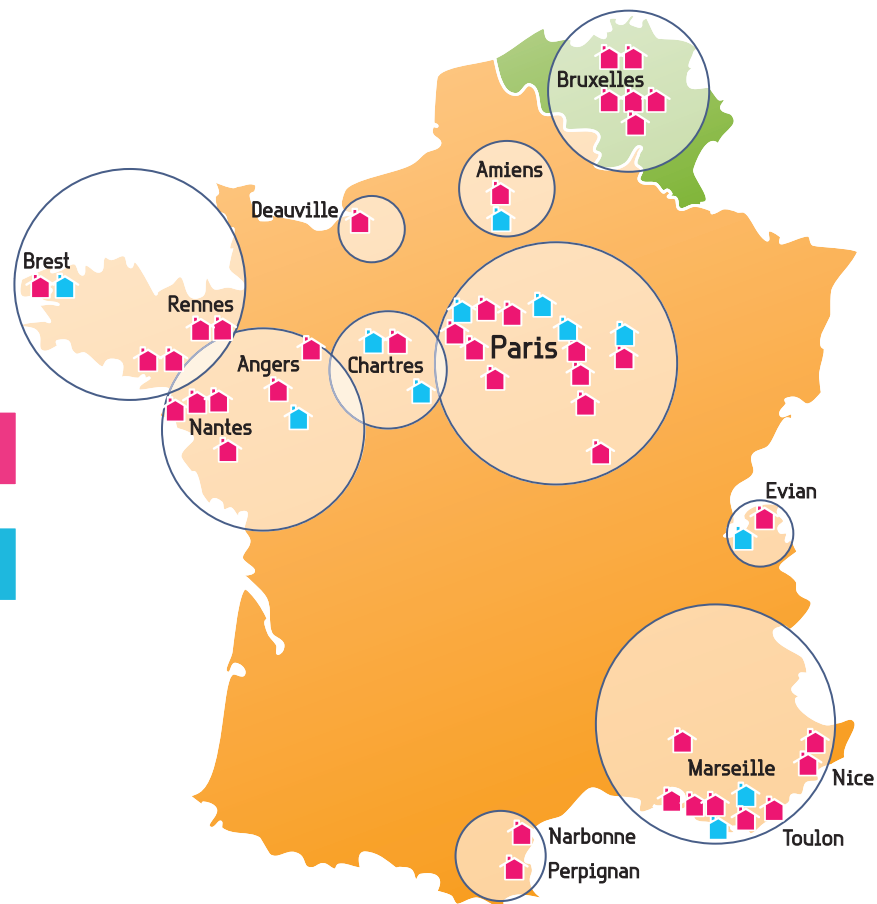 Bruxelles
Amiens
Deauville
Brest
Rennes
Paris
Angers
Chartres
Nantes
Evian
Marseille
Nice
Toulon
Narbonne
Perpignan